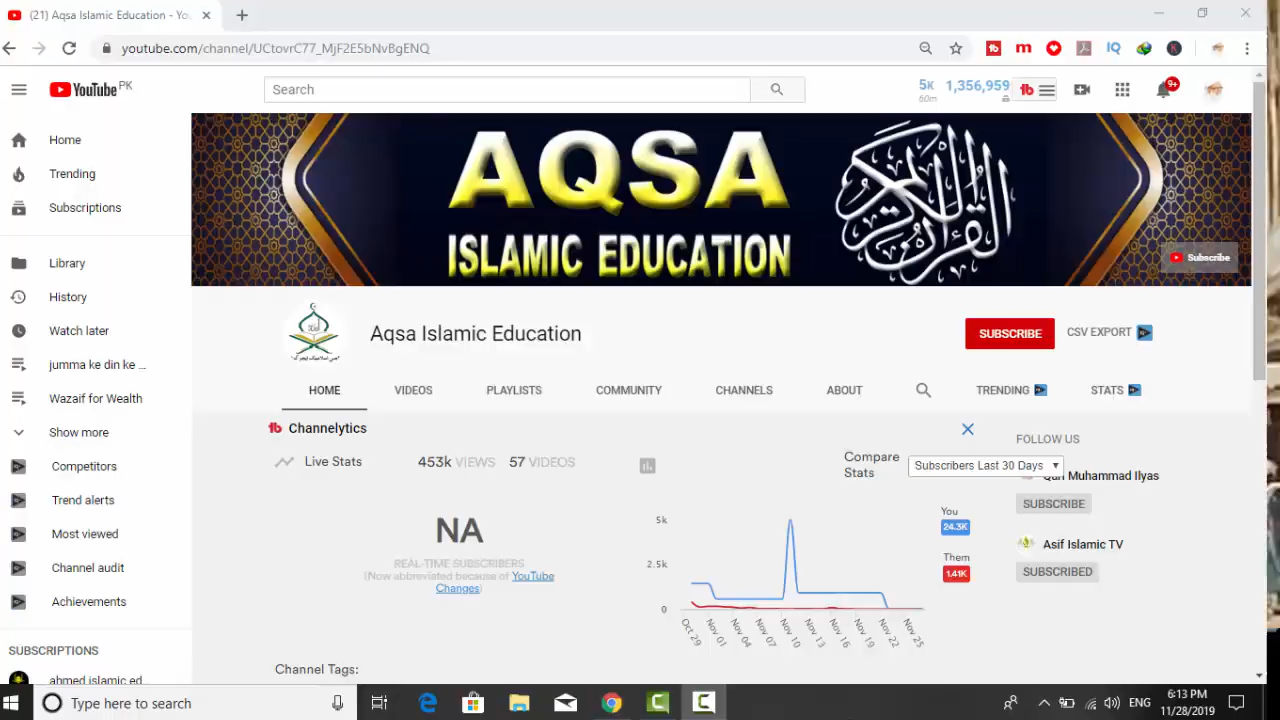 (21) Aqsa Islamic Education - Yo
youtube.com/channel/UCtovrC77_MjF2E5bNvBgENQ
YouTube PK
Search
5K
60m
1,356,959
9+
Home
Trending
Subscriptions
Library
History
Watch later
jumma ke din ke ...
Wazaif for Wealth
Show more
Competitors
Trend alerts
Most viewed
Channel audit
Achievements
SUBSCRIPTIONS
ahmed islamic ed...
AQSA
ISLAMIC EDUCATION
القرآن الكريم
Subscribe
Aqsa Islamic Education
SUBSCRIBE
CSV EXPORT
HOME VIDEOS PLAYLISTS COMMUNITY CHANNELS ABOUT TRENDING STATS
Channelytics
Live Stats
453k VIEWS 57 VIDEOS
Compare
Stats
Subscribers Last 30 Days
NA
REAL-TIME SUBSCRIBERS
(Now abbreviated because of YouTube
Changes)
5k
2.5k
0
Oct 29
Nov 01
Nov 04
Nov 07
Nov 10
Nov 13
Nov 16
Nov 19
Nov 22
Nov 25
You
24.3K
Them
1.41K
FOLLOW US
Qari Muhammad Ilyas
SUBSCRIBE
Asif Islamic TV
SUBSCRIBED
Channel Tags:
Type here to search
ENG
6:13 PM
11/28/2019